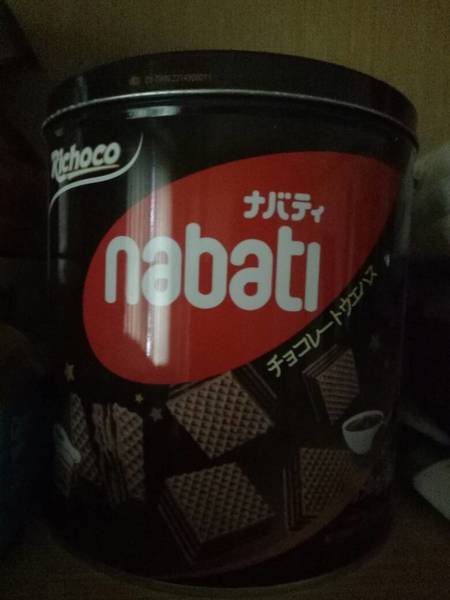 Richoco
ナバティ
nabati
チョコレートウエハス